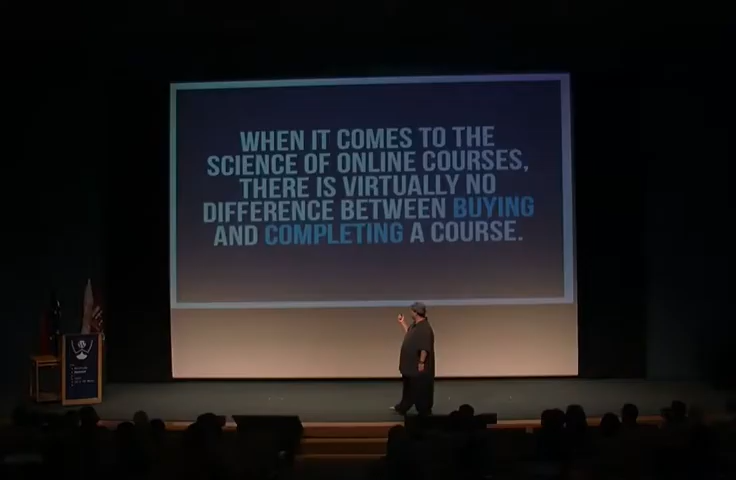 WHEN IT COMES TO THE
SCIENCE OF ONLINE COURSES,
THERE IS VIRTUALLY NO
DIFFERENCE BETWEEN BUYING
AND COMPLETING A COURSE.